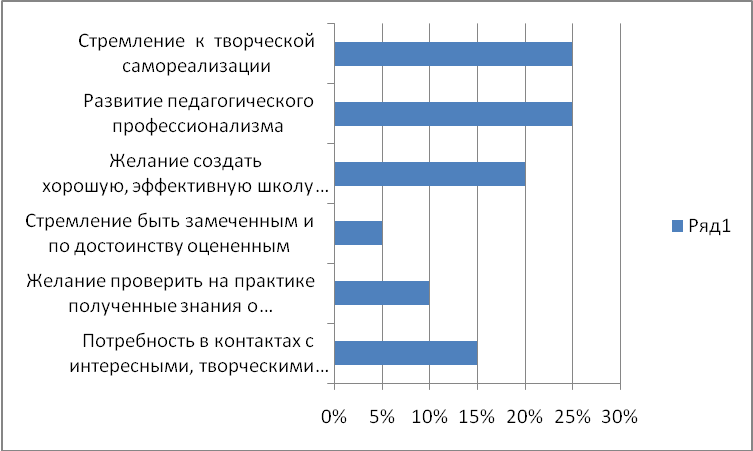 Стремление к творческой
самореализации
Развитие педагогического
профессионализма
Желание создать
хорошую, эффективную школу…
Стремление быть замеченным и
по достоинству оцененным
Желание проверить на практике
полученные знания о…
Потребность в контактах с
интересными, творческими…
Ряд1
0% 5% 10% 15% 20% 25% 30%